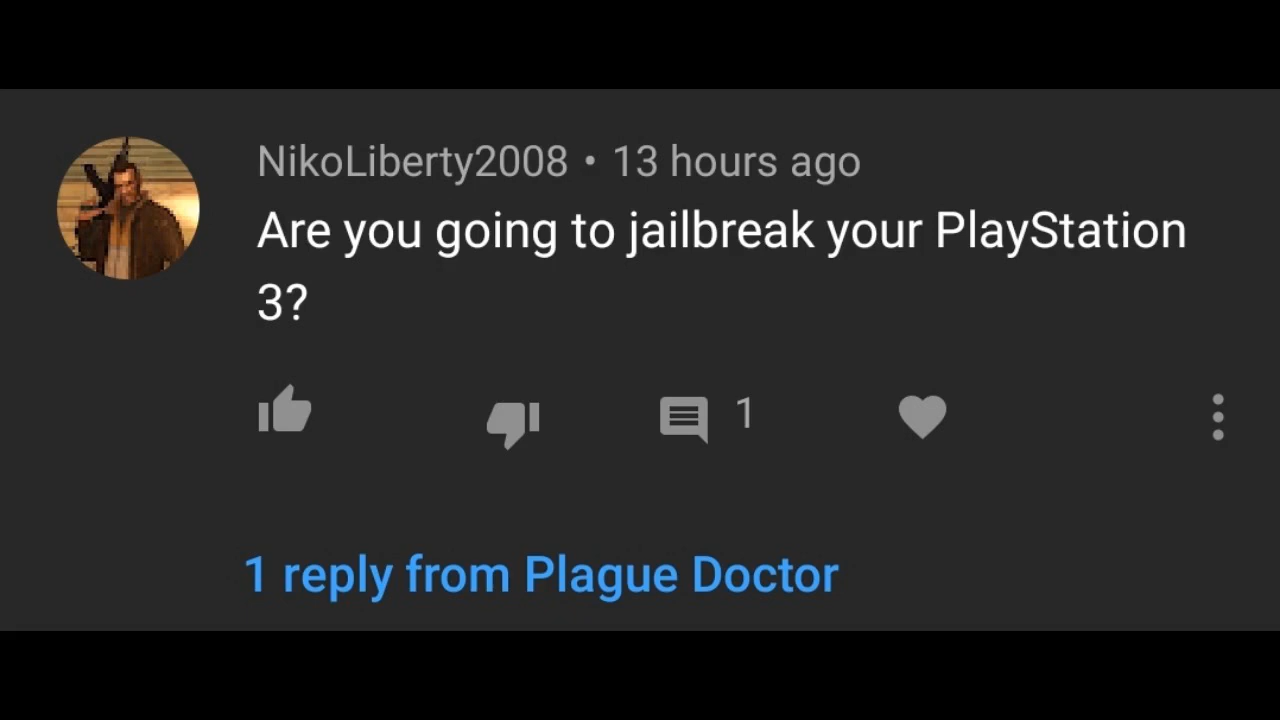 NikoLiberty2008 • 13 hours ago
Are you going to jailbreak your PlayStation
3?
1
1 reply from Plague Doctor